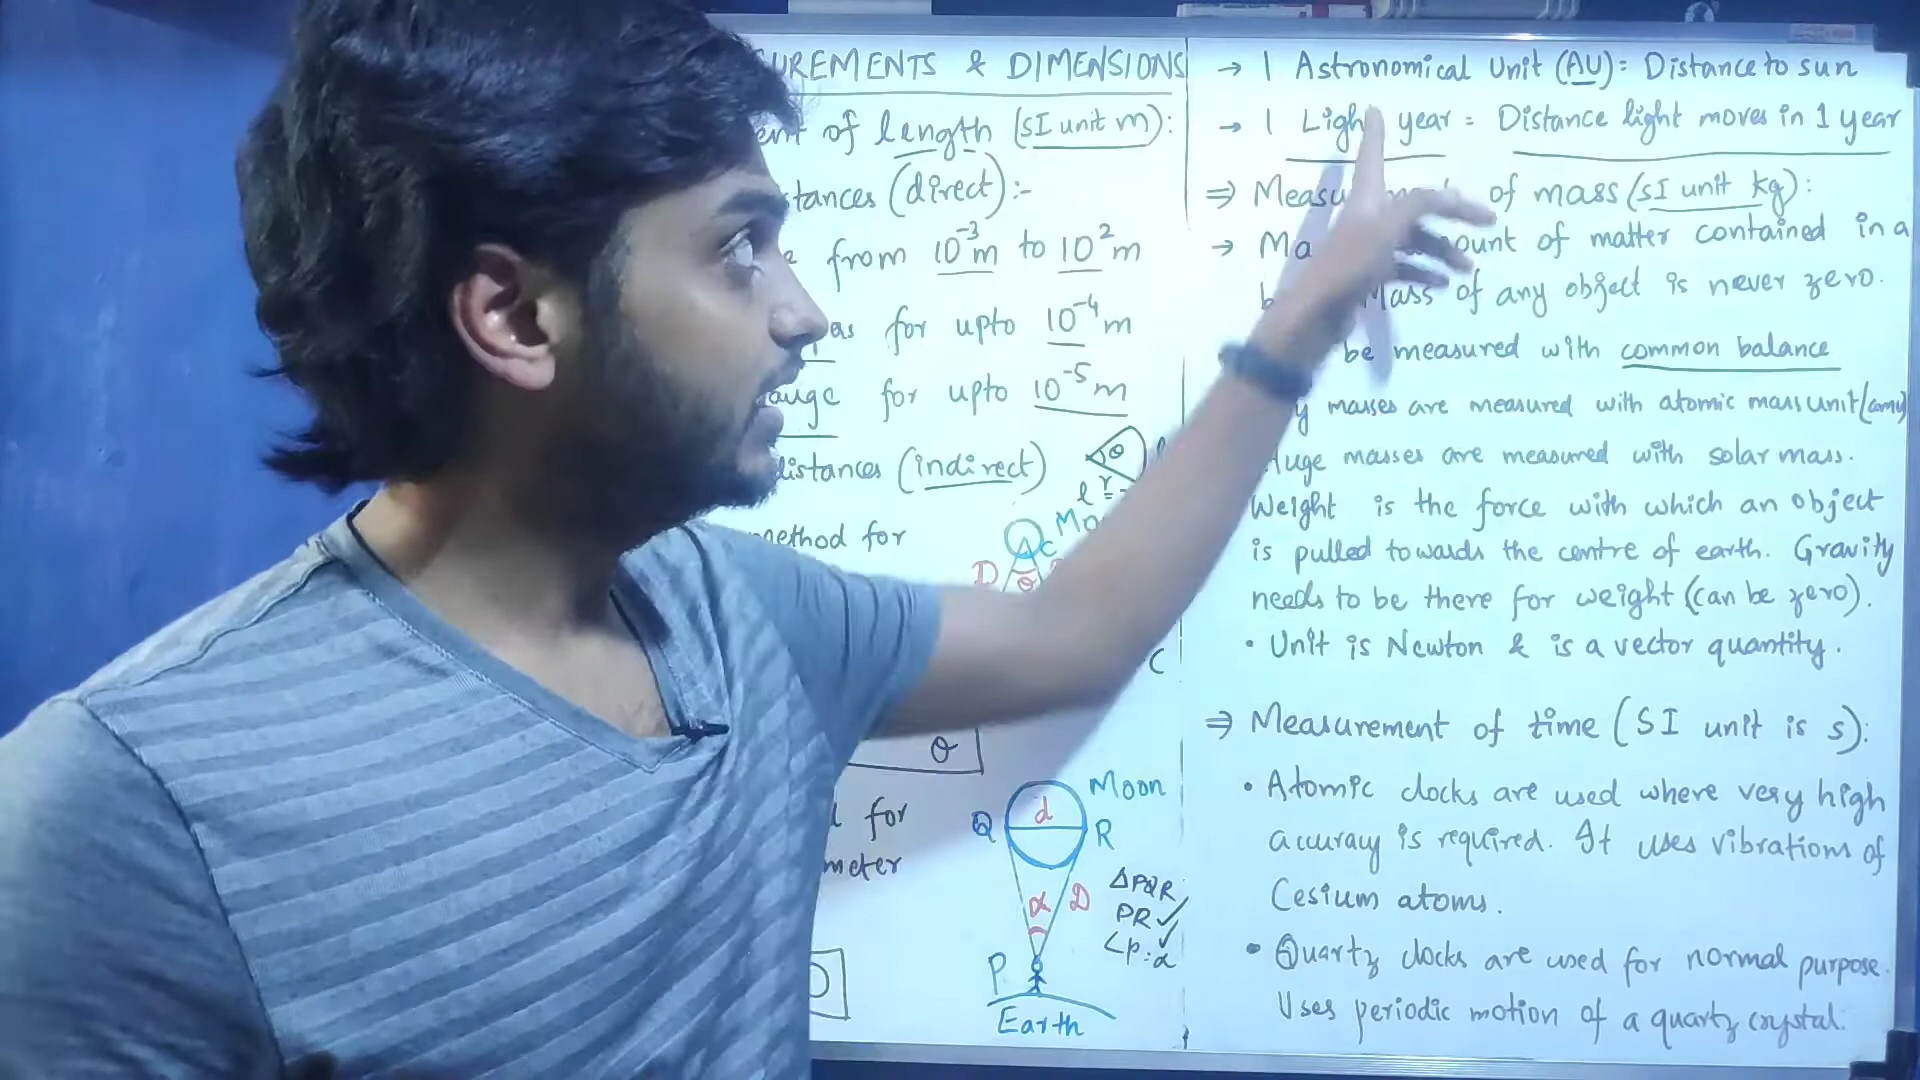 UREMENTS & DIMENSIONS
of length (SI unit m):
tances (direct):-
from 10⁻³m to 10²m
for upto 10⁻⁴m
auge for upto 10⁻⁵m
distances (indirect)
θ
l
r
method for
C
D
θ
C
θ
for
meter
Moon
d
Q
R
α
D
P
Earth
ΔPQR
PR✓
∠P:α
→ 1 Astronomical Unit (AU): Distance to sun
→ 1 Light year = Distance light moves in 1 year
⇒ of mass (SI unit kg):
→ of matter contained in a
Mass of any object is never zero.
be measured with common balance
masses are measured with atomic mass unit (amu)
Huge masses are measured with solar mass.
Weight is the force with which an object
is pulled towards the centre of earth. Gravity
needs to be there for weight (can be zero).
• Unit is Newton & is a vector quantity.
⇒ Measurement of time (SI unit is s):
• Atomic clocks are used where very high
accuracy is required. It uses vibrations of
Cesium atoms.
• Quartz clocks are used for normal purpose.
Uses periodic motion of a quartz crystal.